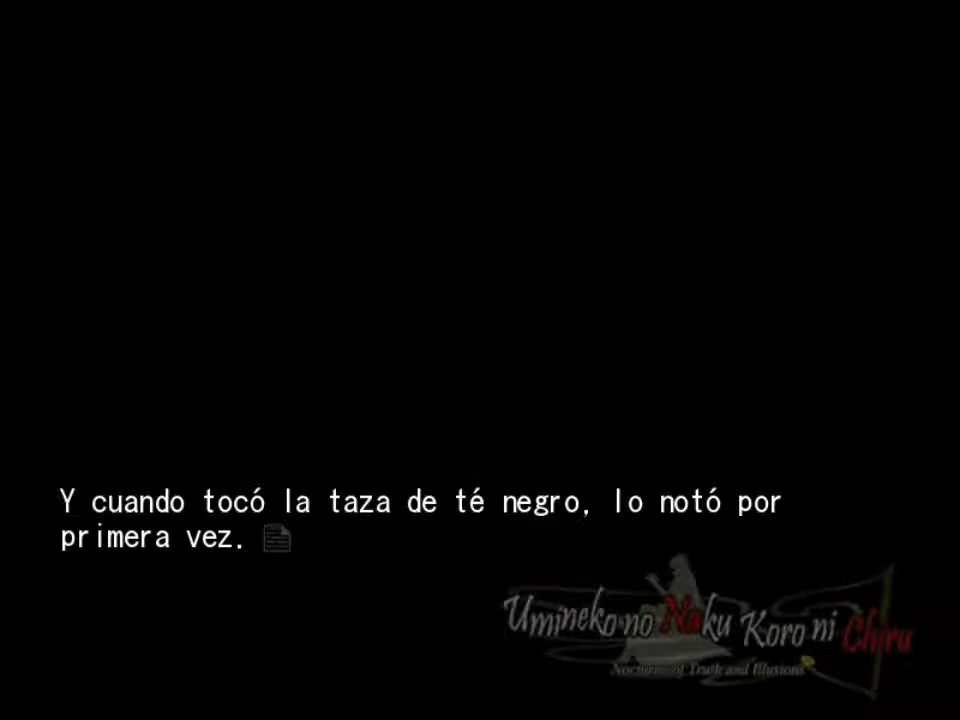 Y cuando tocó la taza de té negro, lo notó por
primera vez.
Umineko no Naku Koro ni Chiru
Nocturne of Truth and Illusions